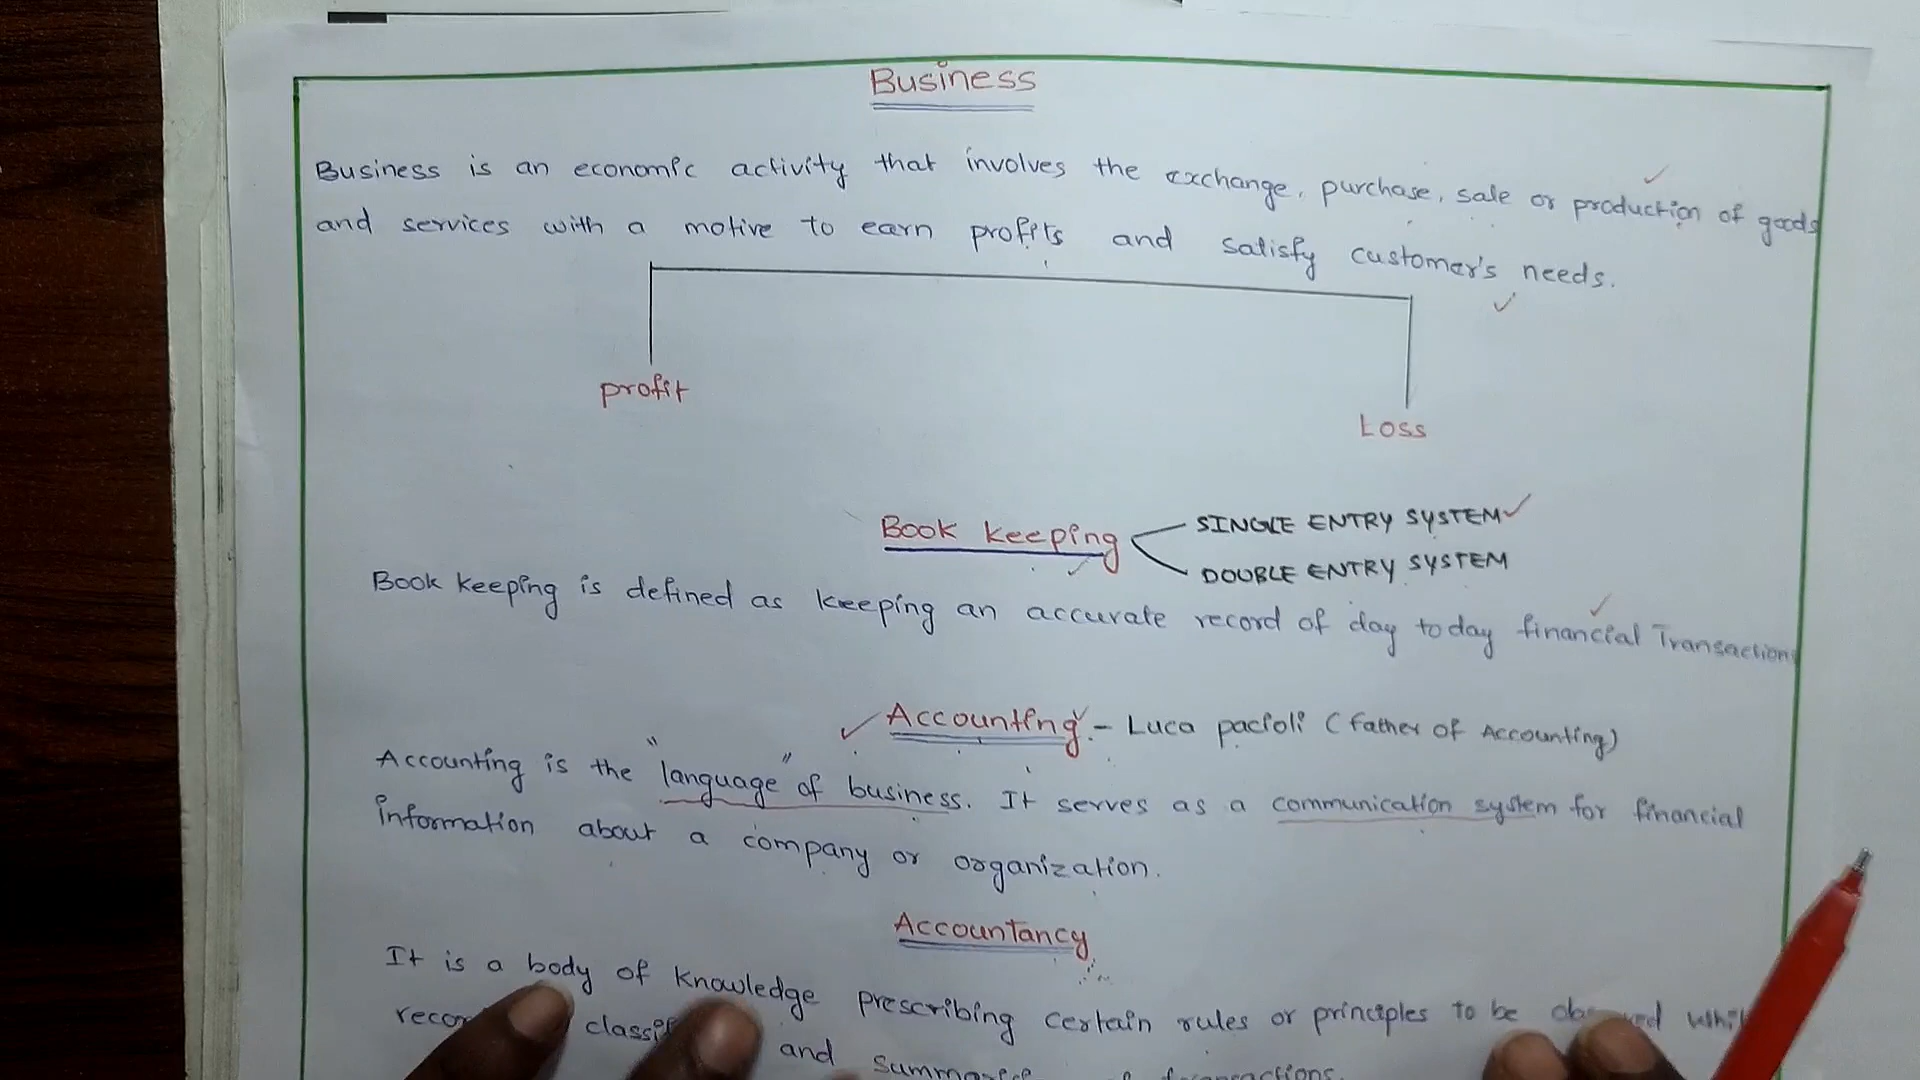 Business
Business is an economic activity that involves the exchange, purchase, sale or production of goods
and services with a motive to earn profits and satisfy customer's needs.
profit
Loss
Book keeping
SINGLE ENTRY SYSTEM
DOUBLE ENTRY SYSTEM
Book keeping is defined as keeping an accurate record of day to day financial Transactions
Accounting - Luca pacioli (Father of Accounting)
Accounting is the "language" of business. It serves as a communication system for financial
information about a company or organization.
Accountancy
It is a body of knowledge prescribing certain rules or principles to be
and transactions.